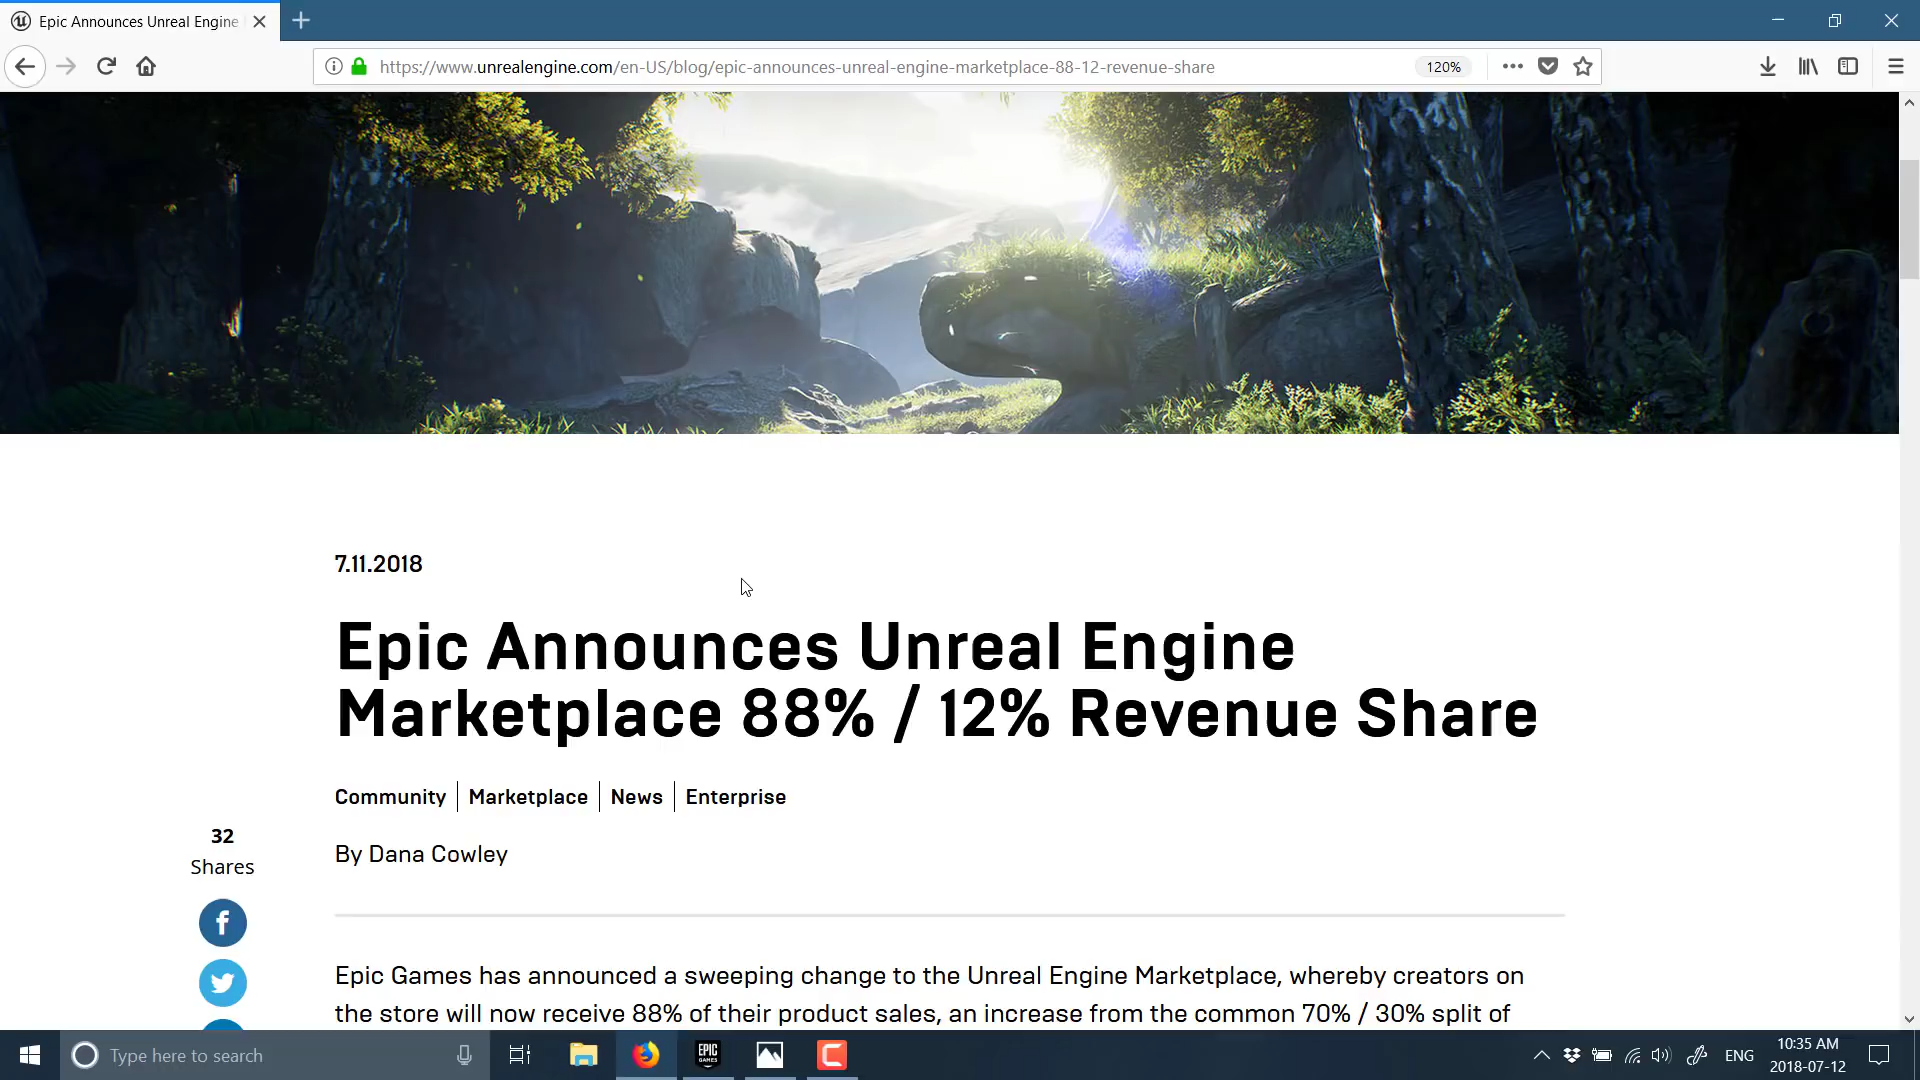 Epic Announces Unreal Engine
https://www.unrealengine.com/en-US/blog/epic-announces-unreal-engine-marketplace-88-12-revenue-share
120%
7.11.2018
Epic Announces Unreal Engine
Marketplace 88% / 12% Revenue Share
Community | Marketplace | News | Enterprise
By Dana Cowley
32
Shares
Epic Games has announced a sweeping change to the Unreal Engine Marketplace, whereby creators on
the store will now receive 88% of their product sales, an increase from the common 70% / 30% split of
Type here to search
EPIC
GAMES
ENG
10:35 AM
2018-07-12